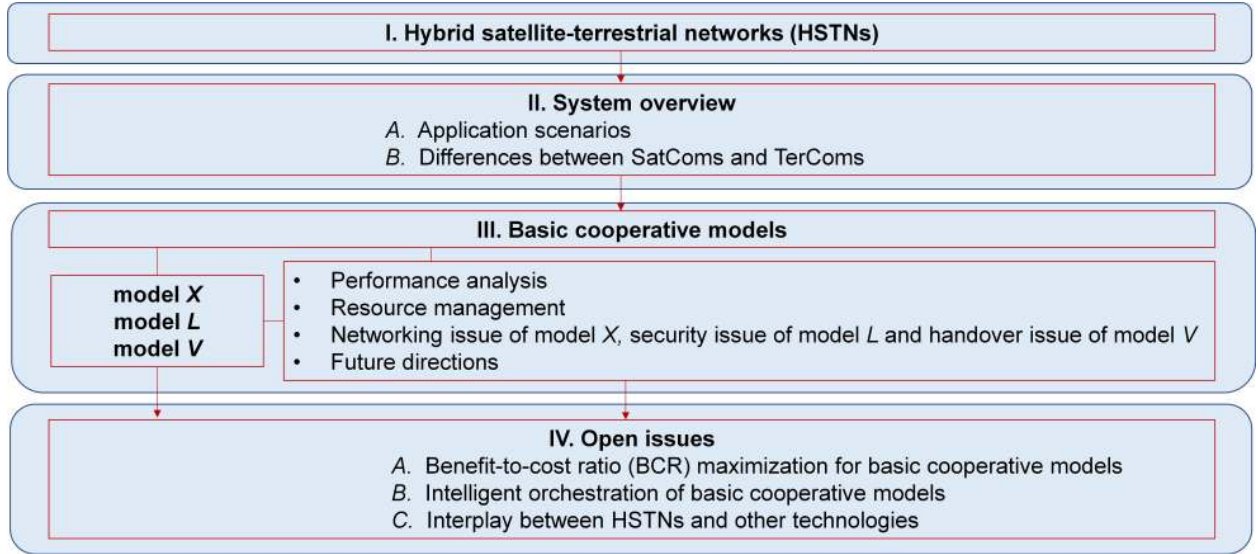 I. Hybrid satellite-terrestrial networks (HSTNs)
II. System overview
A. Application scenarios
B. Differences between SatComs and TerComs
III. Basic cooperative models
model X
model L
model V
• Performance analysis
• Resource management
• Networking issue of model X, security issue of model L and handover issue of model V
• Future directions
IV. Open issues
A. Benefit-to-cost ratio (BCR) maximization for basic cooperative models
B. Intelligent orchestration of basic cooperative models
C. Interplay between HSTNs and other technologies